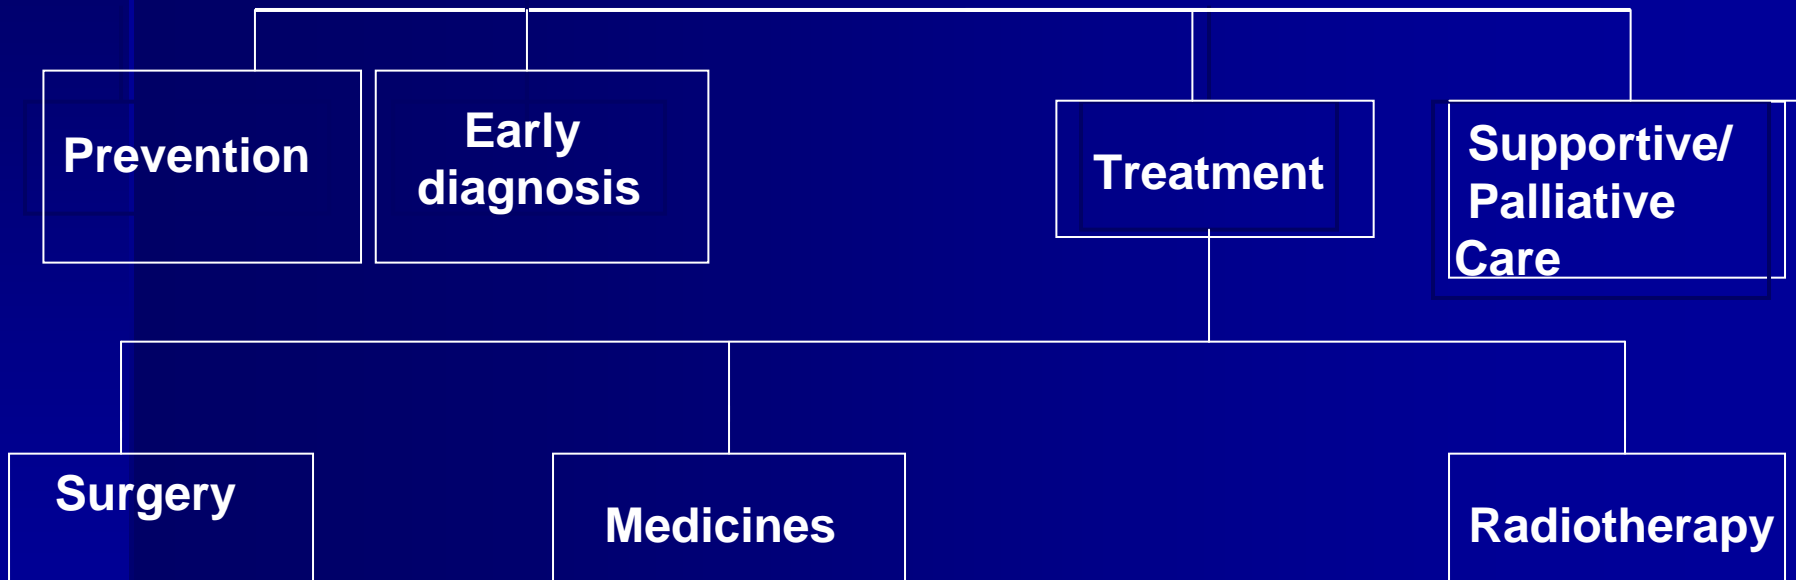 Prevention
Early
diagnosis
Treatment
Supportive/
Palliative
Care
Surgery
Medicines
Radiotherapy